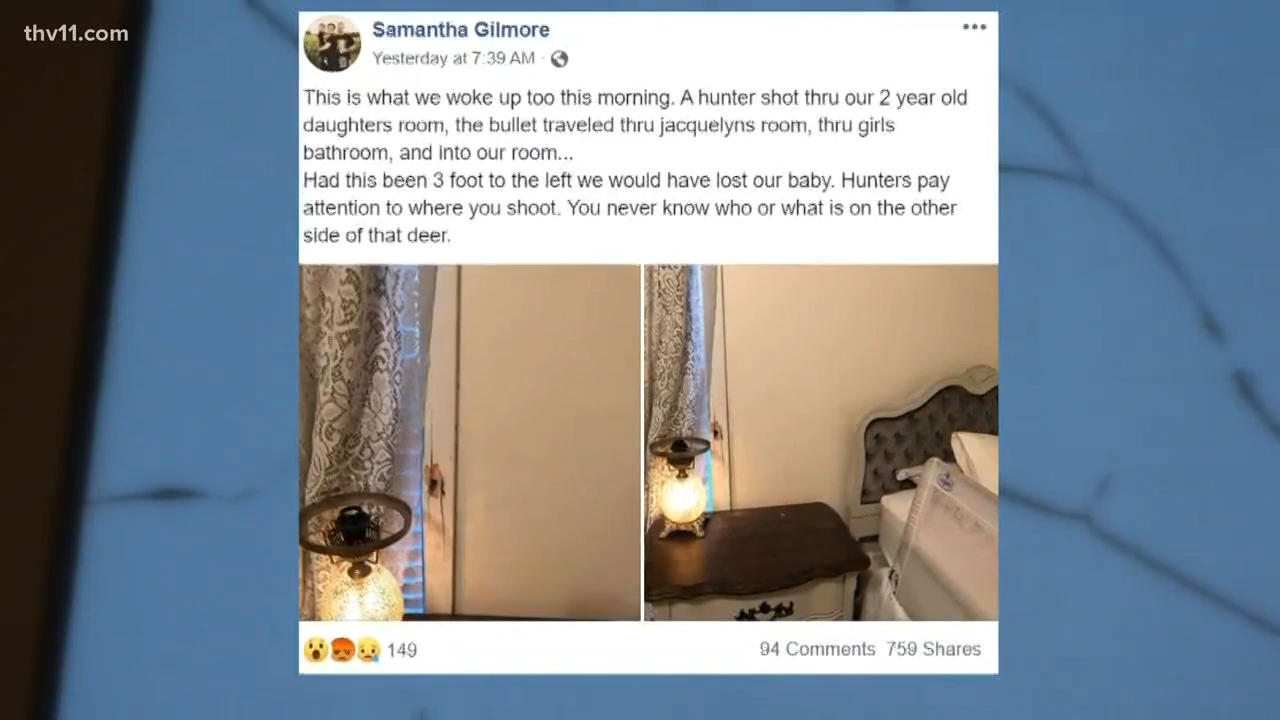 thv11.com
Samantha Gilmore
Yesterday at 7:39 AM ·
This is what we woke up too this morning. A hunter shot thru our 2 year old
daughters room, the bullet traveled thru jacquelyns room, thru girls
bathroom, and into our room...
Had this been 3 foot to the left we would have lost our baby. Hunters pay
attention to where you shoot. You never know who or what is on the other
side of that deer.
149
94 Comments 759 Shares